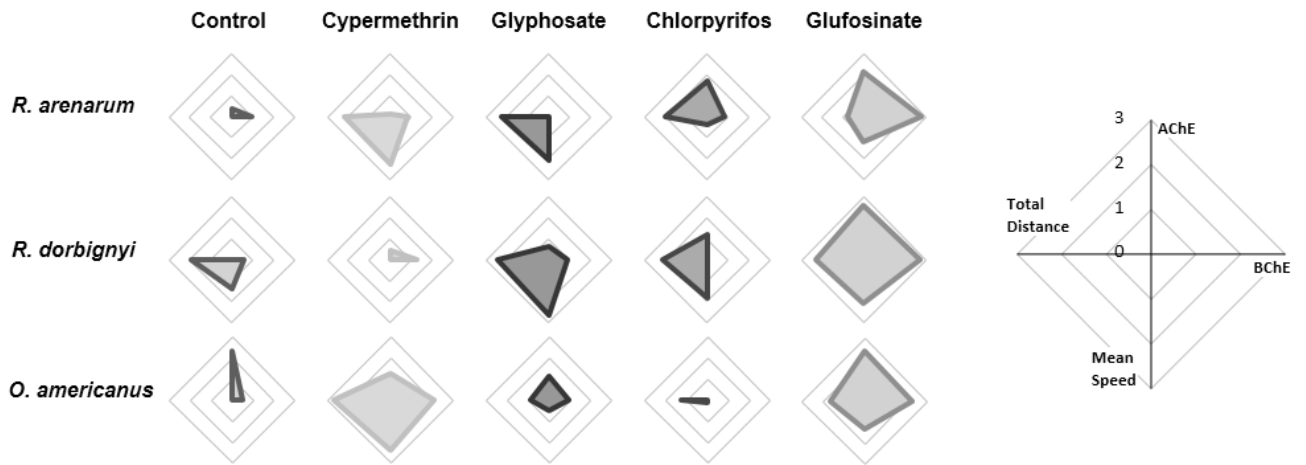 Control Cypermethrin Glyphosate Chlorpyrifos Glufosinate
R. arenarum
R. dorbignyi
O. americanus
3
AChE
2
Total
Distance
1
0
BChE
Mean
Speed